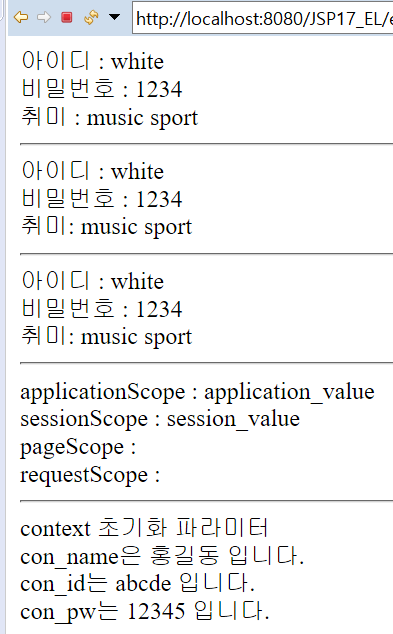 http://localhost:8080/JSP17_EL/e
아이디 : white
비밀번호 : 1234
취미 : music sport
아이디 : white
비밀번호 : 1234
취미: music sport
아이디 : white
비밀번호 : 1234
취미: music sport
applicationScope : application_value
sessionScope : session_value
pageScope :
requestScope :
context 초기화 파라미터
con_name은 홍길동 입니다.
con_id는 abcde 입니다.
con_pw는 12345 입니다.